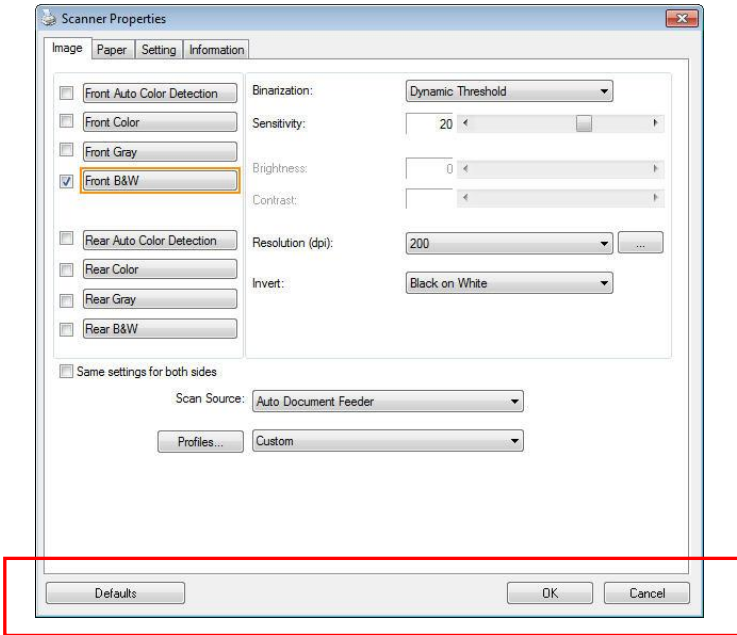 Scanner Properties
Image Paper Setting Information
Front Auto Color Detection
Front Color
Front Gray
Front B&W
Rear Auto Color Detection
Rear Color
Rear Gray
Rear B&W
Binarization: Dynamic Threshold
Sensitivity: 20
Brightness: 0
Contrast:
Resolution (dpi): 200 ...
Invert: Black on White
Same settings for both sides
Scan Source: Auto Document Feeder
Profiles... Custom
Defaults OK Cancel